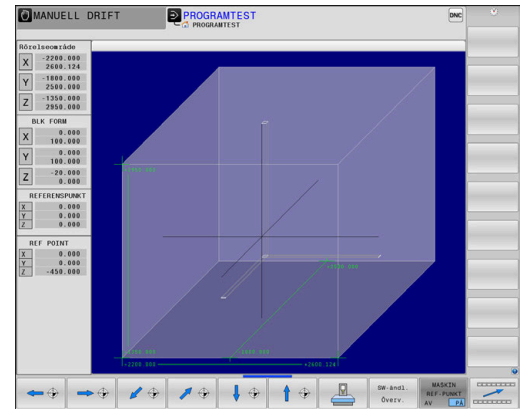 MANUELL DRIFT
PROGRAMTEST
PROGRAMTEST
DNC
Rörelseområde
X -2200.000
2600.124
Y -1800.000
2500.000
Z -1350.000
2950.000
BLK FORM
X 0.000
100.000
Y 0.000
100.000
Z -20.000
0.000
REFERENSPUNKT
X 0.000
Y 0.000
Z 0.000
REF POINT
X 0.000
Y 0.000
Z -450.000
+2600.124
SW-ändl.
Överv.
MASKIN
REF-PUNKT
AV PÅ